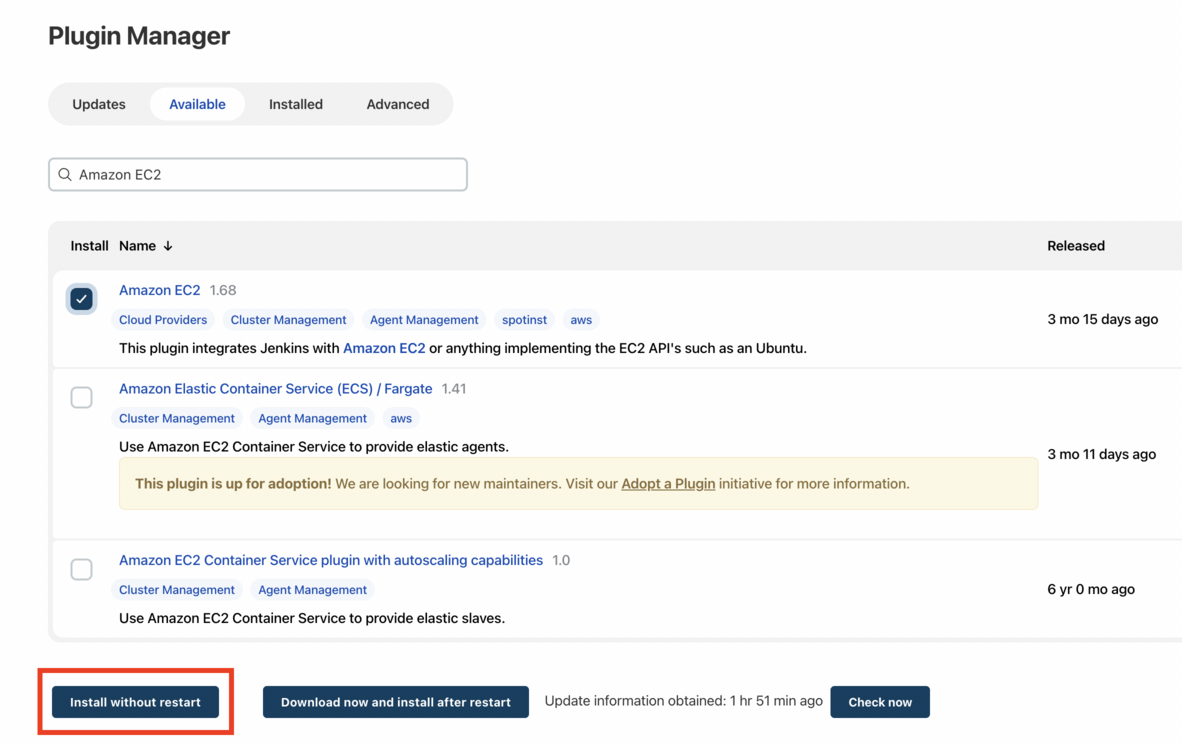 Plugin Manager
Updates Available Installed Advanced
Amazon EC2
Install Name ↓ Released
Amazon EC2 1.68
Cloud Providers Cluster Management Agent Management spotinst aws
3 mo 15 days ago
This plugin integrates Jenkins with Amazon EC2 or anything implementing the EC2 API's such as an Ubuntu.
Amazon Elastic Container Service (ECS) / Fargate 1.41
Cluster Management Agent Management aws
Use Amazon EC2 Container Service to provide elastic agents.
3 mo 11 days ago
This plugin is up for adoption! We are looking for new maintainers. Visit our Adopt a Plugin initiative for more information.
Amazon EC2 Container Service plugin with autoscaling capabilities 1.0
Cluster Management Agent Management
6 yr 0 mo ago
Use Amazon EC2 Container Service to provide elastic slaves.
Install without restart Download now and install after restart Update information obtained: 1 hr 51 min ago Check now